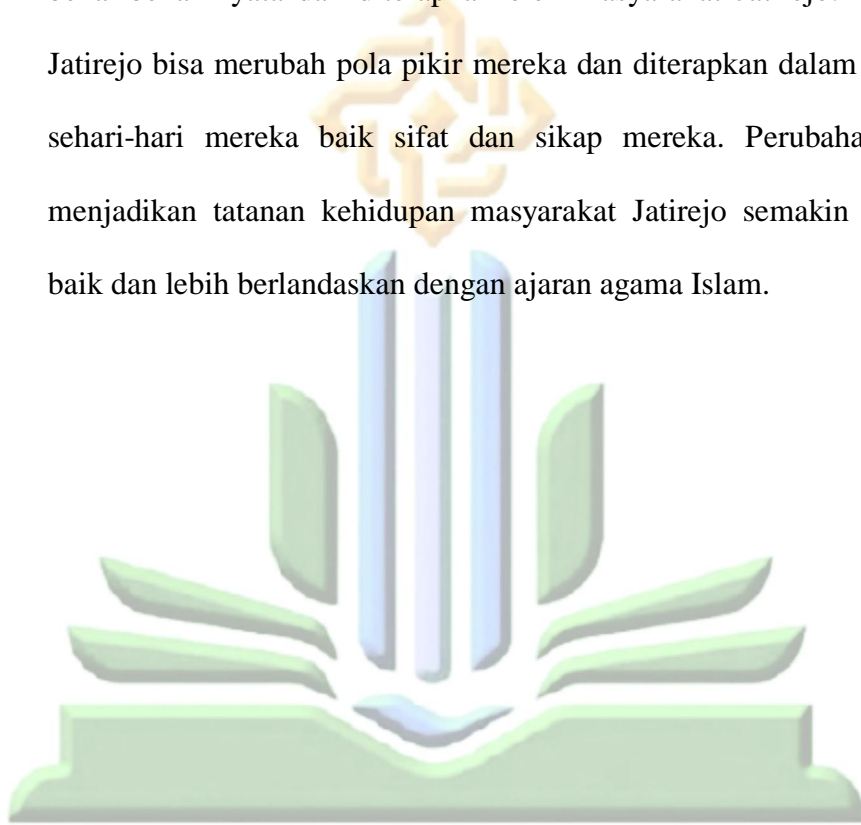 Jatirejo bisa merubah pola pikir mereka dan diterapkan dalam
sehari-hari mereka baik sifat dan sikap mereka.
menjadikan tatanan kehidupan masyarakat Jatirejo semakin
baik dan lebih berlandaskan dengan ajaran agama Islam.